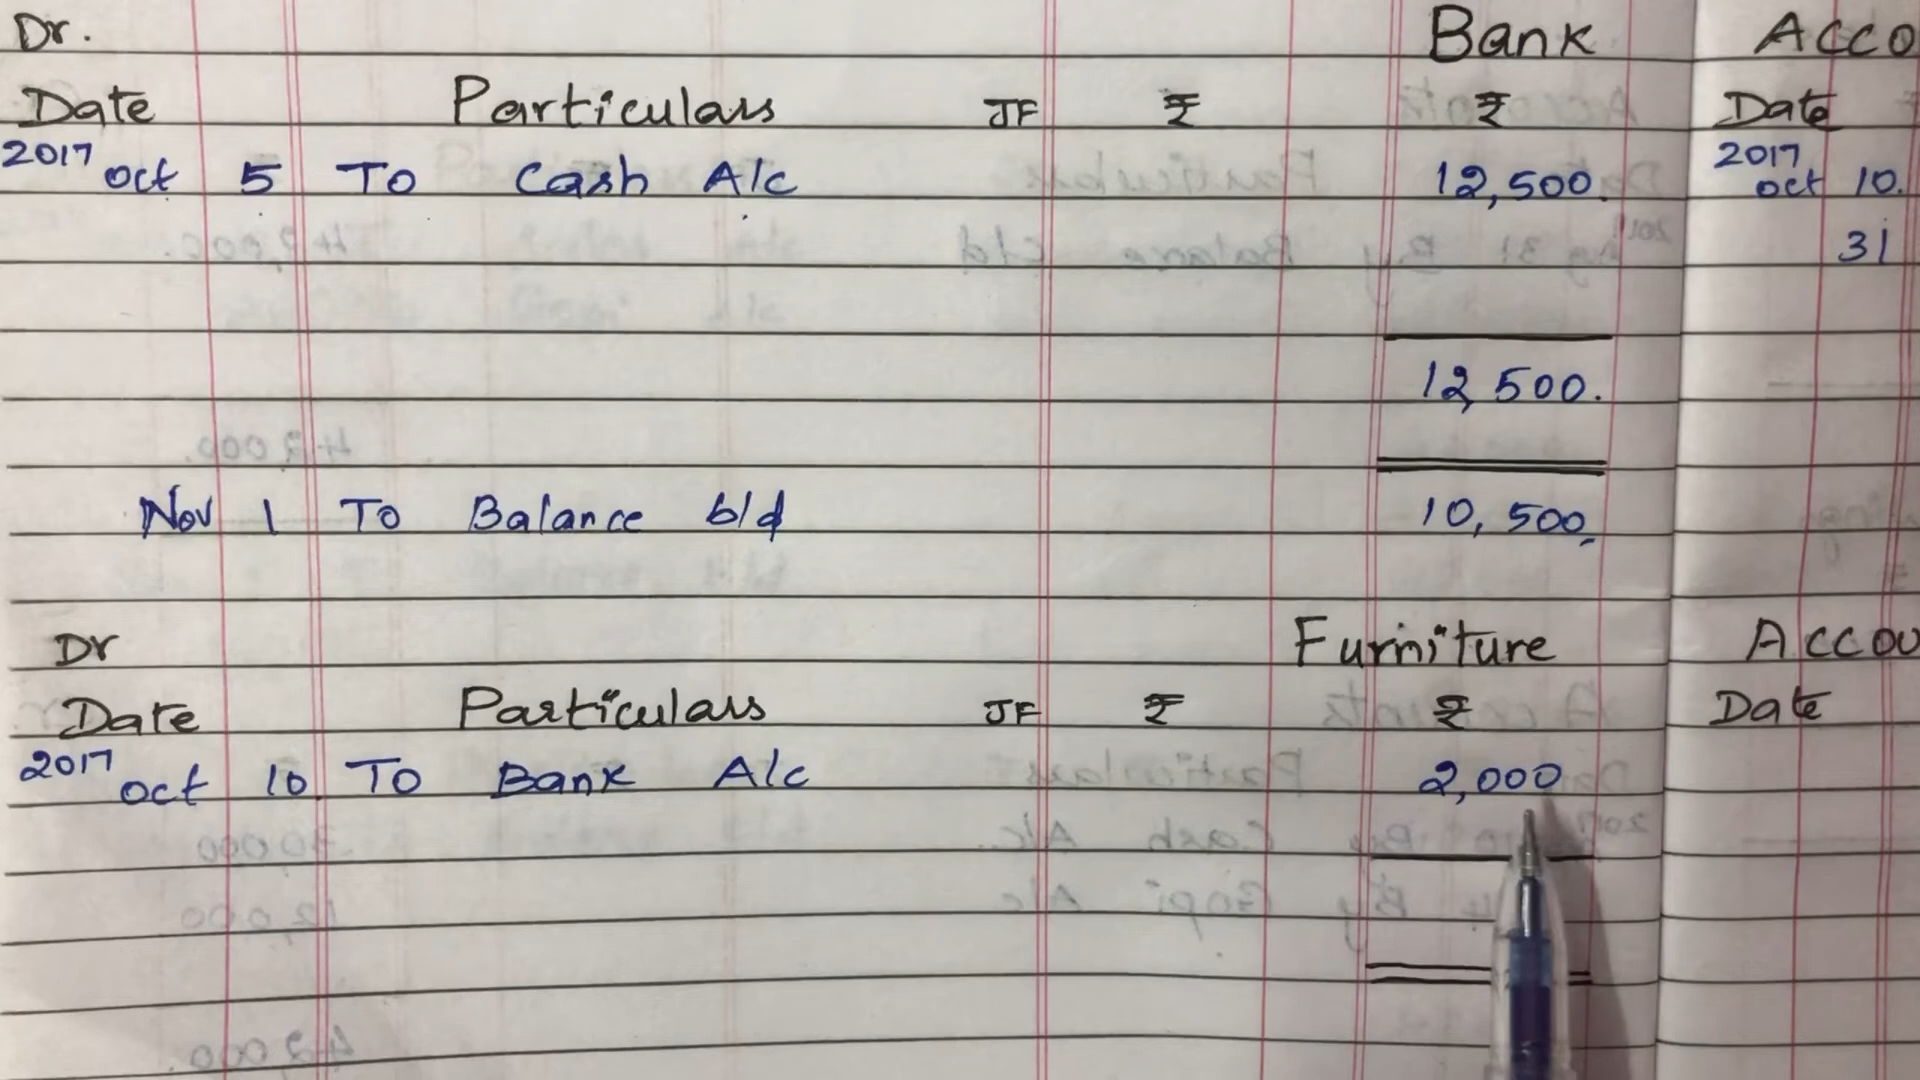 Dr. Bank Acco
Date Particulars JF ₹ ₹ Date
2017 Oct 5 To Cash A/c 12,500. 2017 Oct 10.
31
12,500.
Nov 1 To Balance b/d 10,500
Dr Furniture Accou
Date Particulars JF ₹ ₹ Date
2017 Oct 10 To Bank A/c 2,000